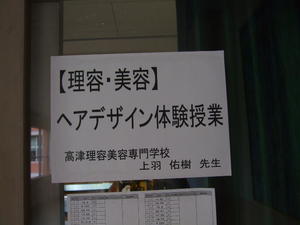 【理容・美容】
ヘアデザイン体験授業
高津理容美容専門学校
上羽 佑樹 先生